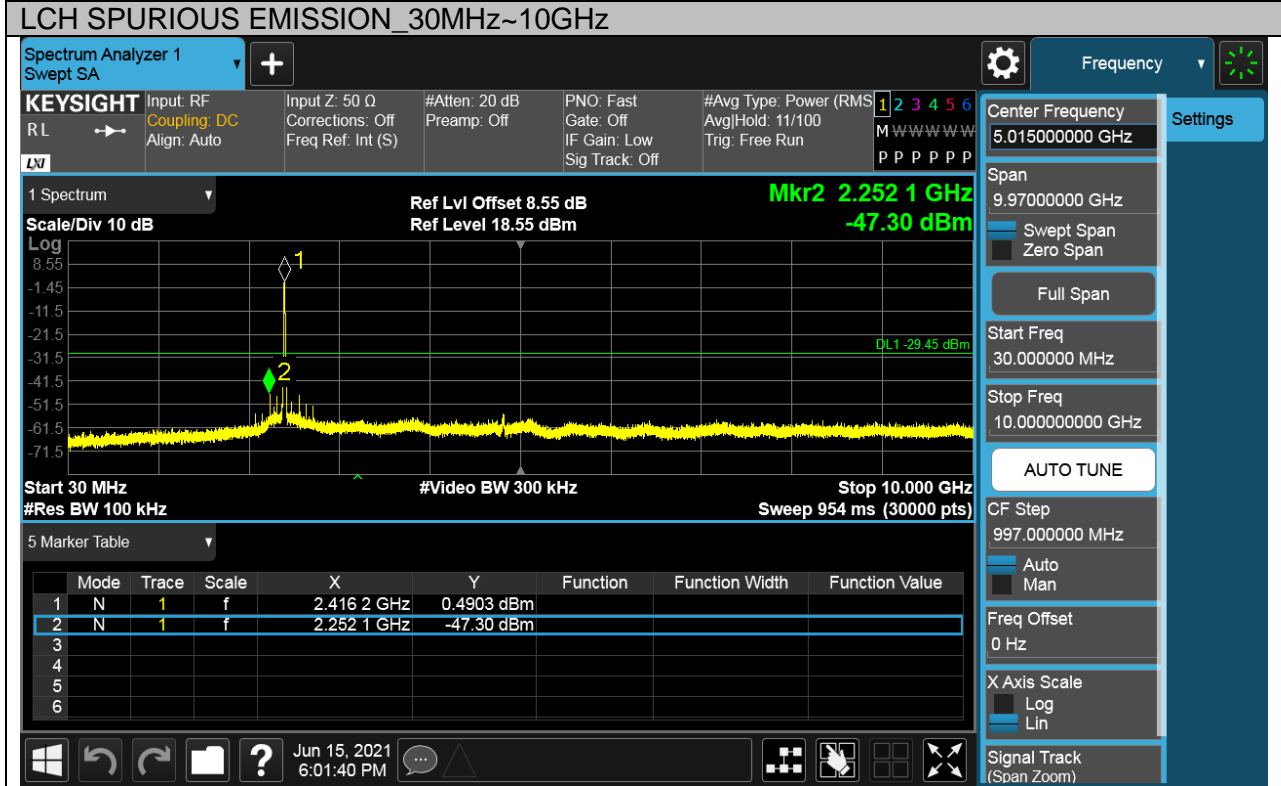 LCH SPURIOUS EMISSION_30MHz~10GHz
Spectrum Analyzer 1
Swept SA
Frequency
KEYSIGHT
RL
LXI
Input: RF
Coupling: DC
Align: Auto
Input Z: 50 Ω
Corrections: Off
Freq Ref: Int (S)
#Atten: 20 dB
Preamp: Off
PNO: Fast
Gate: Off
IF Gain: Low
Sig Track: Off
#Avg Type: Power (RMS
Avg|Hold: 11/100
Trig: Free Run
1 2 3 4 5 6
M W W W W W
P P P P P P
1 Spectrum
Scale/Div 10 dB
Ref Lvl Offset 8.55 dB
Ref Level 18.55 dBm
Mkr2 2.252 1 GHz
-47.30 dBm
Log
8.55
-1.45
-11.5
-21.5
-31.5
-41.5
-51.5
-61.5
-71.5
1
2
DL1 -29.45 dBm
Start 30 MHz
#Video BW 300 kHz
Stop 10.000 GHz
#Res BW 100 kHz
Sweep 954 ms (30000 pts)
5 Marker Table
Mode Trace Scale X Y Function Function Width Function Value
1 N 1 f 2.416 2 GHz 0.4903 dBm
2 N 1 f 2.252 1 GHz -47.30 dBm
3
4
5
6
Jun 15, 2021
6:01:40 PM
Center Frequency
5.015000000 GHz
Settings
Span
9.97000000 GHz
Swept Span
Zero Span
Full Span
Start Freq
30.000000 MHz
Stop Freq
10.000000000 GHz
AUTO TUNE
CF Step
997.000000 MHz
Auto
Man
Freq Offset
0 Hz
X Axis Scale
Log
Lin
Signal Track
(Span Zoom)